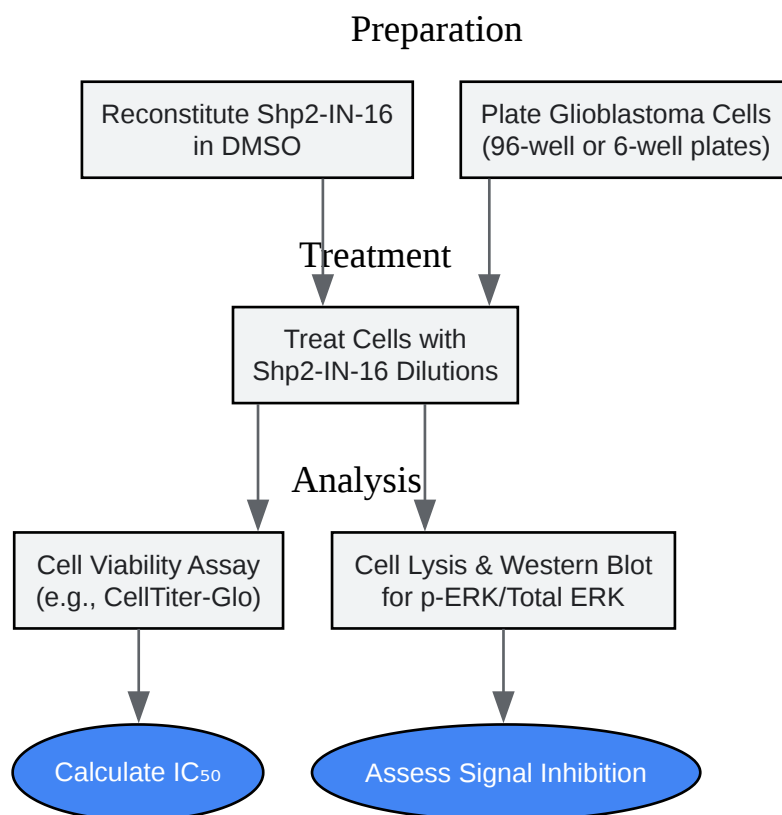 Preparation
Reconstitute Shp2-IN-16
in DMSO
Plate Glioblastoma Cells
(96-well or 6-well plates)
Treatment
Treat Cells with
Shp2-IN-16 Dilutions
Analysis
Cell Viability Assay
(e.g., CellTiter-Glo)
Cell Lysis & Western Blot
for p-ERK/Total ERK
Calculate IC₅₀
Assess Signal Inhibition